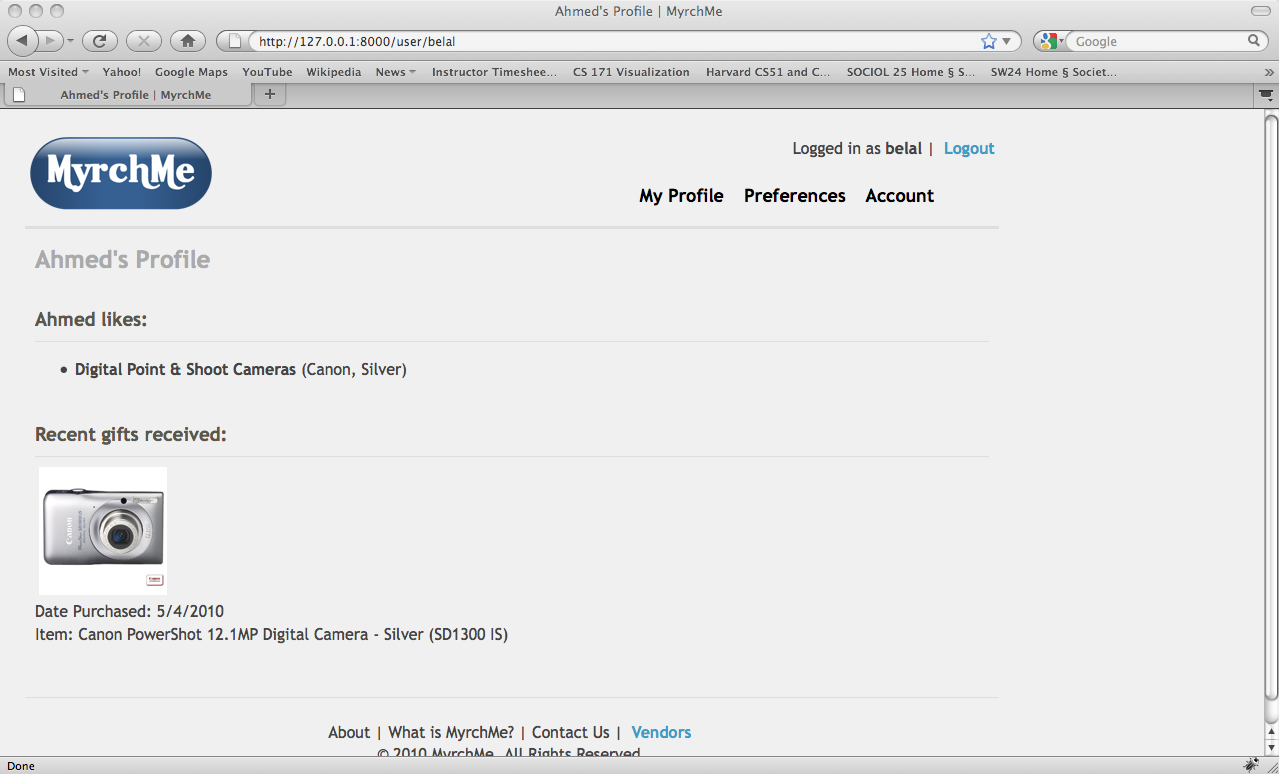 Ahmed's Profile | MyrchMe
http://127.0.0.1:8000/user/belal
Google
Most Visited Yahoo! Google Maps YouTube Wikipedia News Instructor Timeshee... CS 171 Visualization Harvard CS51 and C... SOCIOL 25 Home § S... SW24 Home § Societ... »
Ahmed's Profile | MyrchMe +
MyrchMe
Logged in as belal | Logout
My Profile Preferences Account
Ahmed's Profile
Ahmed likes:
• Digital Point & Shoot Cameras (Canon, Silver)
Recent gifts received:
Canon
Date Purchased: 5/4/2010
Item: Canon PowerShot 12.1MP Digital Camera - Silver (SD1300 IS)
About | What is MyrchMe? | Contact Us | Vendors
© 2010 MyrchMe. All Rights Reserved
Done